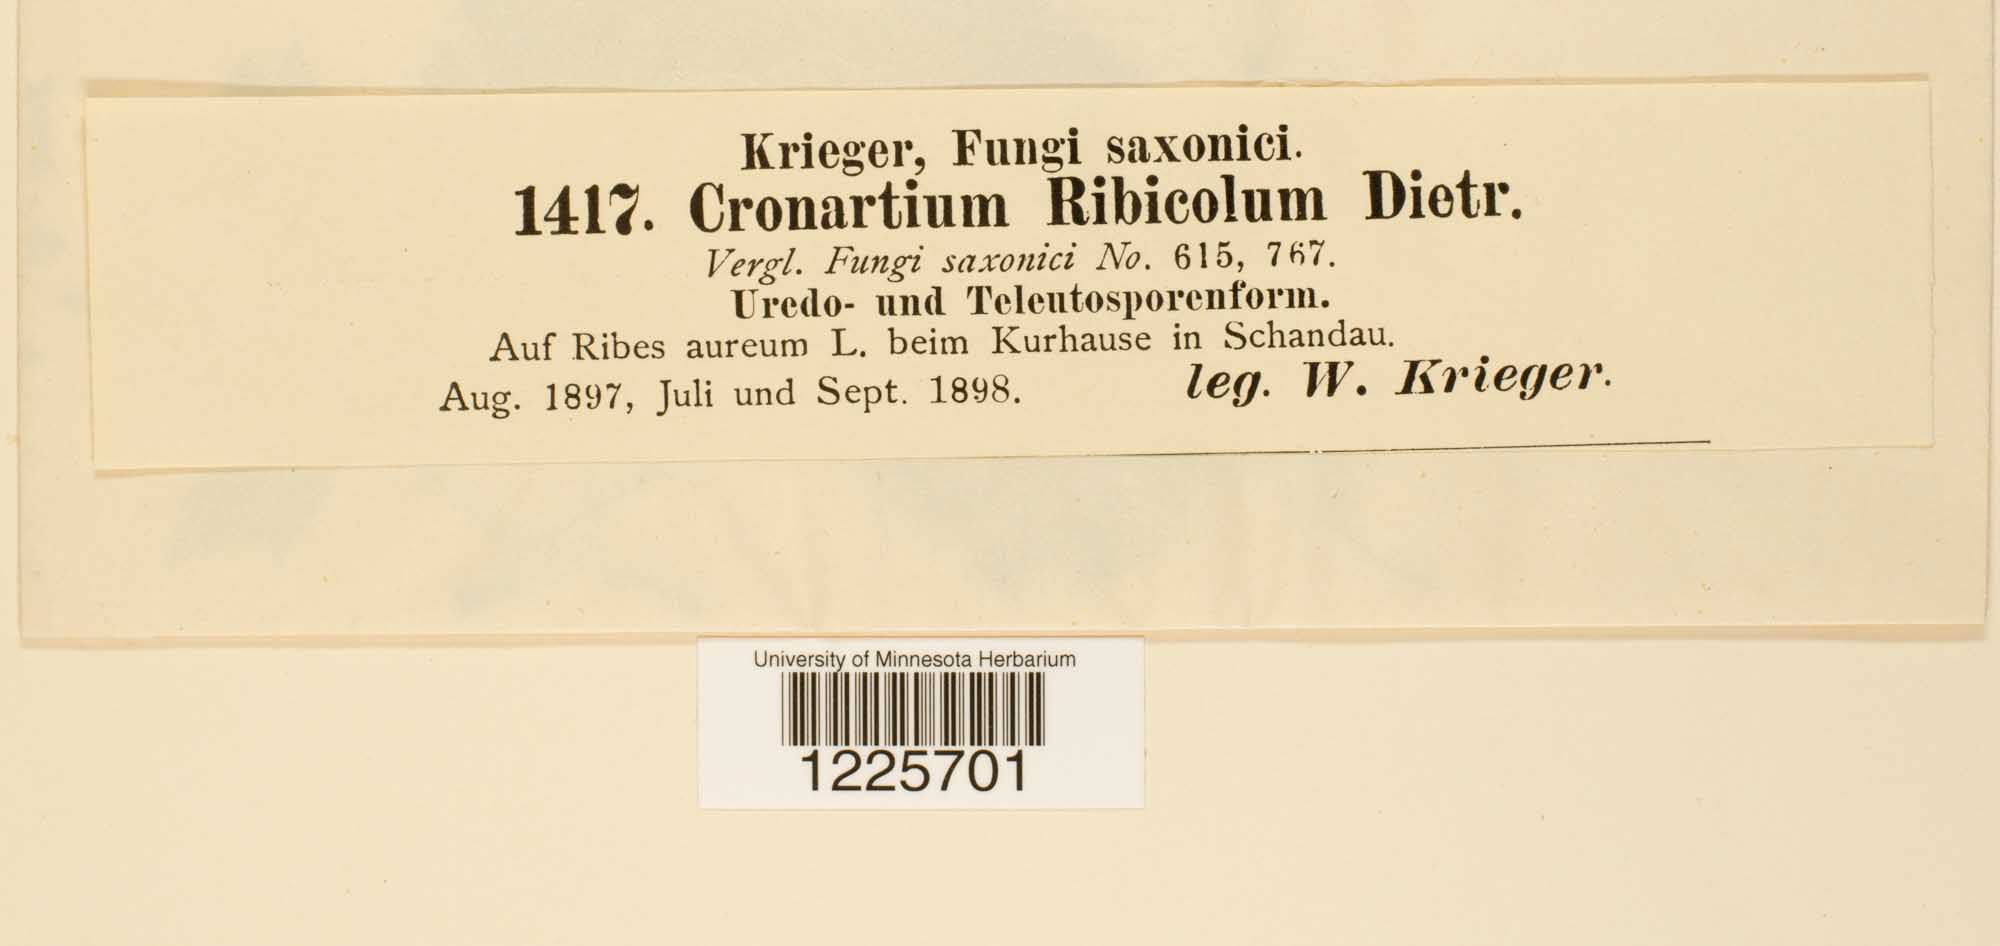 Krieger, Fungi saxonici.
1417. Cronartium Ribicolum Dietr.
Vergl. Fungi saxonici No. 615, 767.
Uredo- und Teleutosporenform.
Auf Ribes aureum L. beim Kurhause in Schandau.
Aug. 1897, Juli und Sept. 1898. leg. W. Krieger.
University of Minnesota Herbarium
1225701